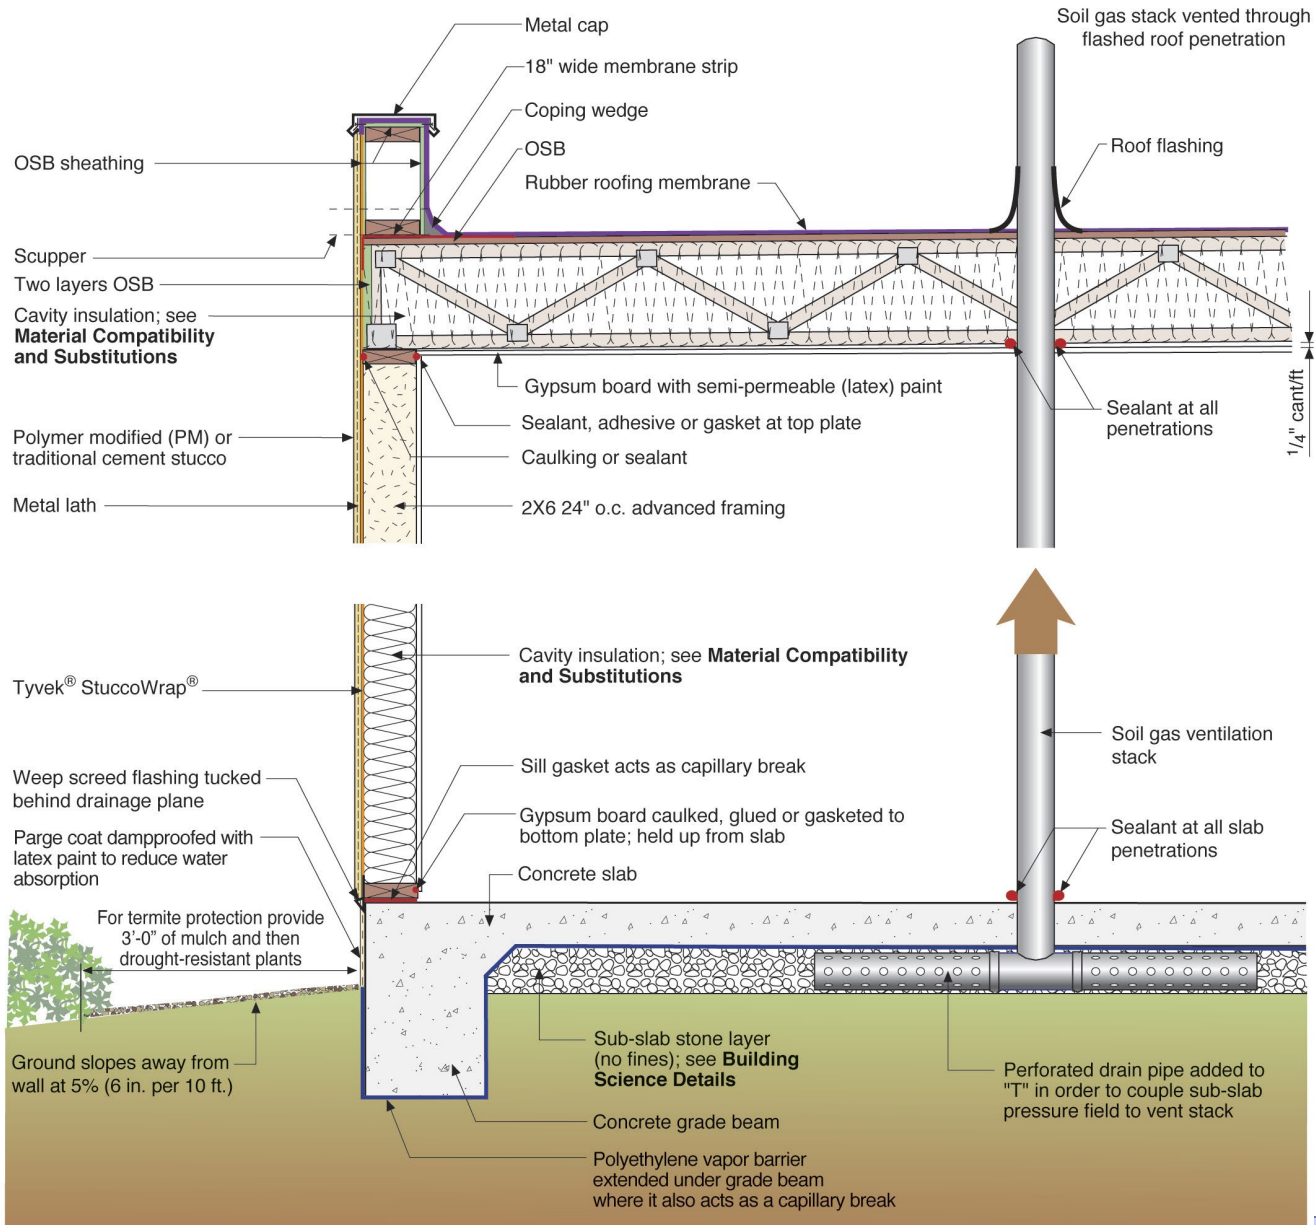 Metal cap
Soil gas stack vented through
flashed roof penetration
18" wide membrane strip
Coping wedge
OSB sheathing
OSB
Roof flashing
Rubber roofing membrane
Scupper
Two layers OSB
Cavity insulation; see
Material Compatibility
and Substitutions
Gypsum board with semi-permeable (latex) paint
1/4" cant/ft
Sealant, adhesive or gasket at top plate
Sealant at all
penetrations
Polymer modified (PM) or
traditional cement stucco
Caulking or sealant
Metal lath
2X6 24" o.c. advanced framing
Cavity insulation; see Material Compatibility
and Substitutions
Tyvek® StuccoWrap®
Soil gas ventilation
stack
Weep screed flashing tucked
behind drainage plane
Sill gasket acts as capillary break
Gypsum board caulked, glued or gasketed to
bottom plate; held up from slab
Parge coat dampproofed with
latex paint to reduce water
absorption
Sealant at all slab
penetrations
Concrete slab
For termite protection provide
3'-0" of mulch and then
drought-resistant plants
Ground slopes away from
wall at 5% (6 in. per 10 ft.)
Sub-slab stone layer
(no fines); see Building
Science Details
Perforated drain pipe added to
"T" in order to couple sub-slab
pressure field to vent stack
Concrete grade beam
Polyethylene vapor barrier
extended under grade beam
where it also acts as a capillary break